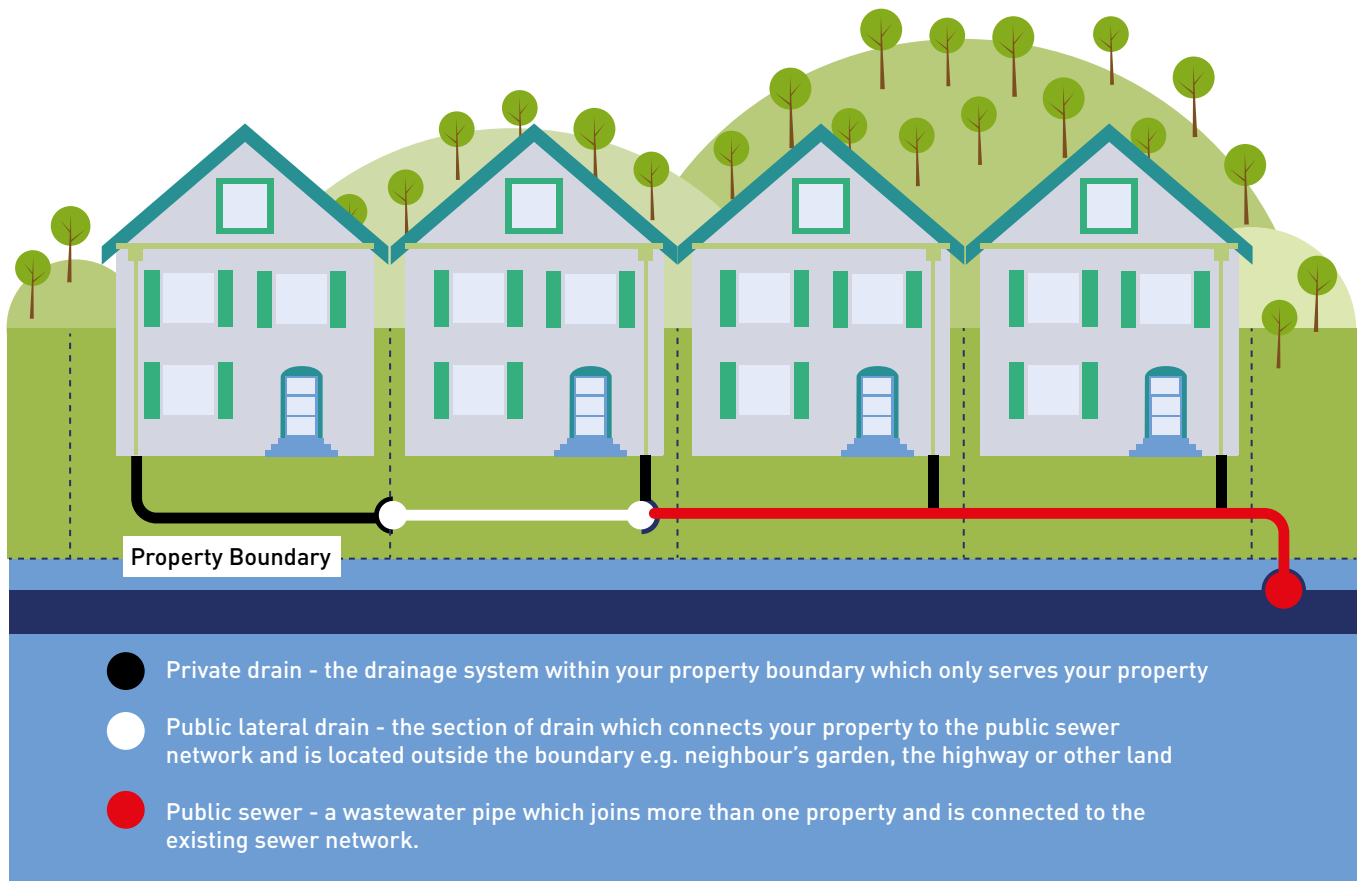 Property Boundary
Private drain - the drainage system within your property boundary which only serves your property
Public lateral drain - the section of drain which connects your property to the public sewer
network and is located outside the boundary e.g. neighbour's garden, the highway or other land
Public sewer - a wastewater pipe which joins more than one property and is connected to the
existing sewer network.